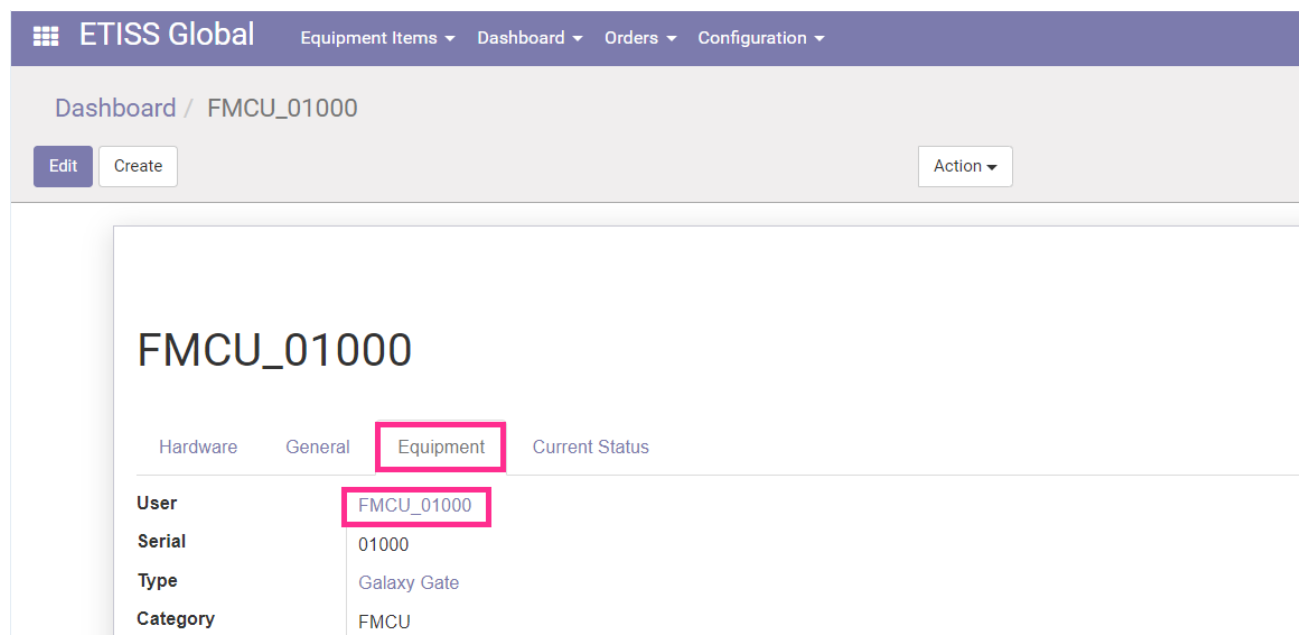 ETISS Global Equipment Items Dashboard Orders Configuration
Dashboard / FMCU_01000
Edit Create Action
FMCU_01000
Hardware General Equipment Current Status
User FMCU_01000
Serial 01000
Type Galaxy Gate
Category FMCU